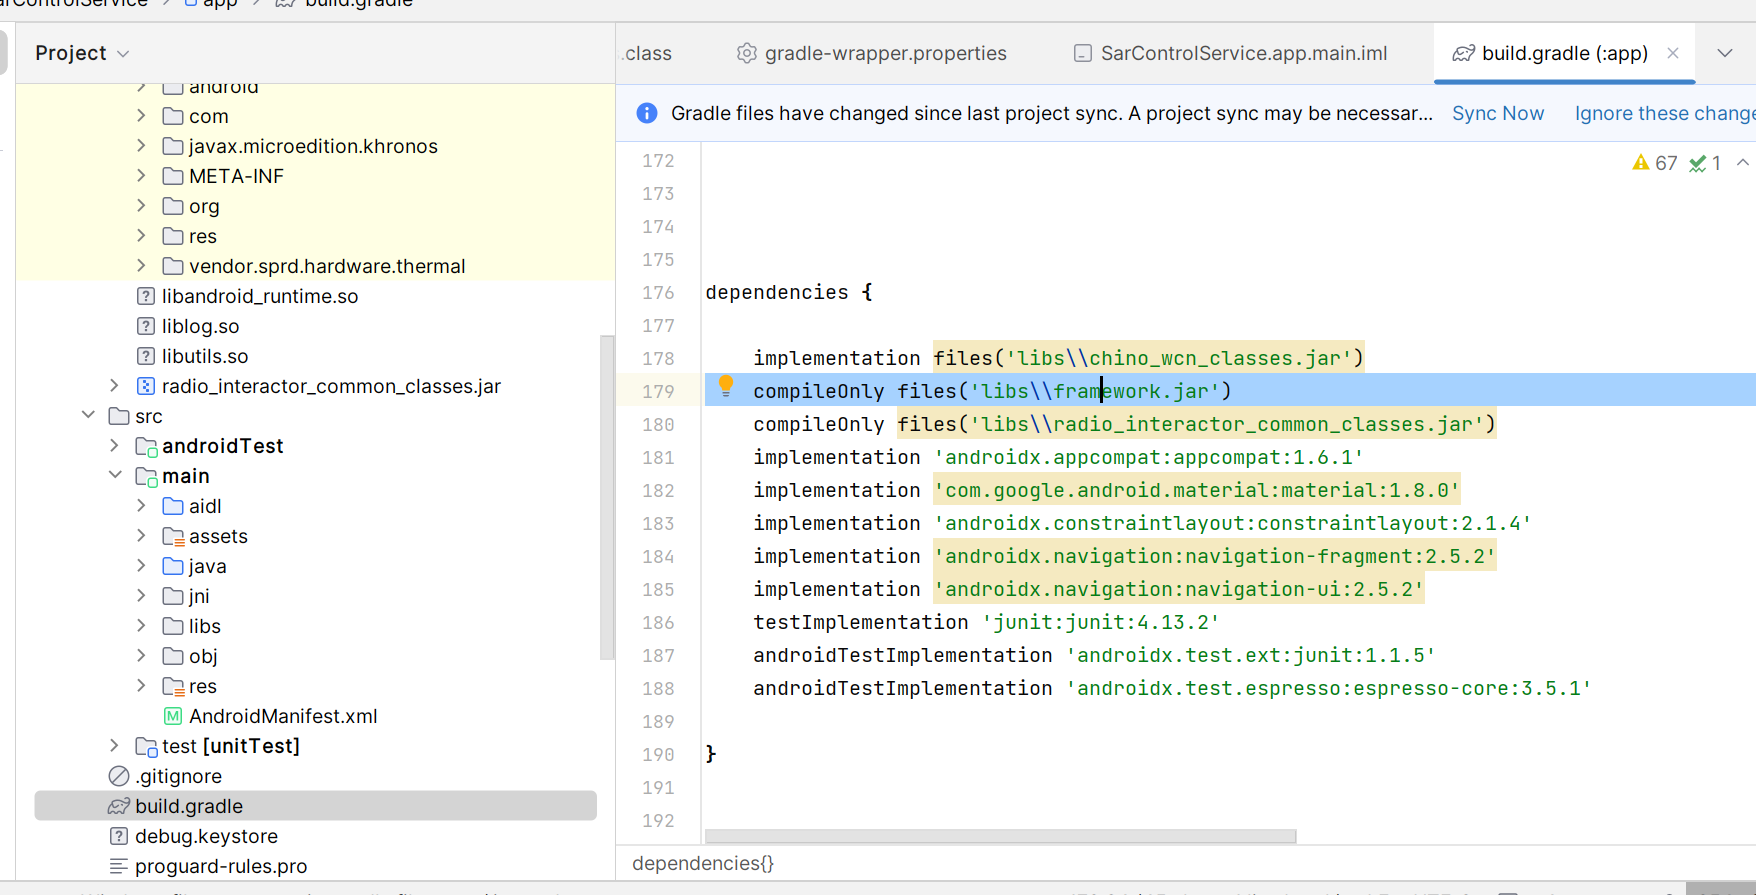 app
build.gradle
Project
.class
gradle-wrapper.properties
SarControlService.app.main.iml
build.gradle (:app)
Gradle files have changed since last project sync. A project sync may be necessar...
Sync Now
Ignore these change
android
com
javax.microedition.khronos
META-INF
org
res
vendor.sprd.hardware.thermal
libandroid_runtime.so
liblog.so
libutils.so
radio_interactor_common_classes.jar
src
androidTest
main
aidl
assets
java
jni
libs
obj
res
AndroidManifest.xml
test [unitTest]
.gitignore
build.gradle
debug.keystore
proguard-rules.pro
67 1
172
173
174
175
176 dependencies {
177
178 implementation files('libs\\chino_wcn_classes.jar')
179 compileOnly files('libs\\framework.jar')
180 compileOnly files('libs\\radio_interactor_common_classes.jar')
181 implementation 'androidx.appcompat:appcompat:1.6.1'
182 implementation 'com.google.android.material:material:1.8.0'
183 implementation 'androidx.constraintlayout:constraintlayout:2.1.4'
184 implementation 'androidx.navigation:navigation-fragment:2.5.2'
185 implementation 'androidx.navigation:navigation-ui:2.5.2'
186 testImplementation 'junit:junit:4.13.2'
187 androidTestImplementation 'androidx.test.ext:junit:1.1.5'
188 androidTestImplementation 'androidx.test.espresso:espresso-core:3.5.1'
189
190 }
191
192
dependencies{}